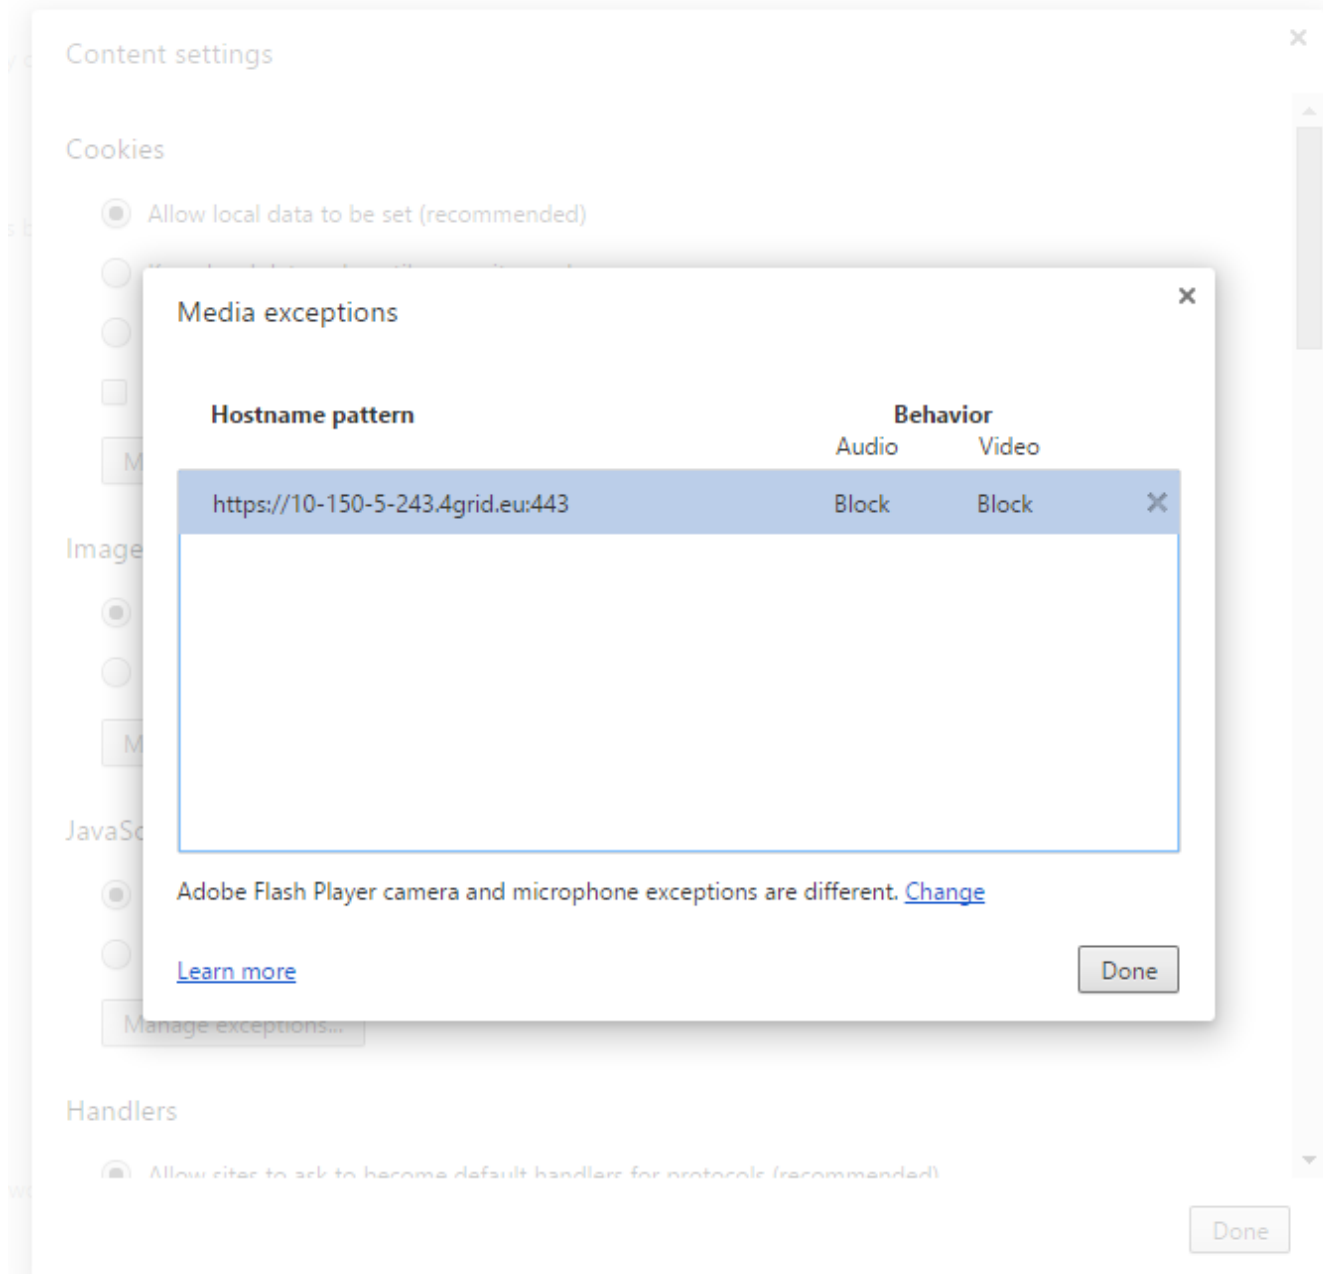 Content settings
Cookies
Allow local data to be set (recommended)
Media exceptions
Hostname pattern Behavior
Audio Video
https://10-150-5-243.4grid.eu:443 Block Block
Image
JavaSc
Adobe Flash Player camera and microphone exceptions are different. Change
Learn more Done
Manage exceptions...
Handlers
Allow sites to ask to become default handlers for protocols (recommended)
Done